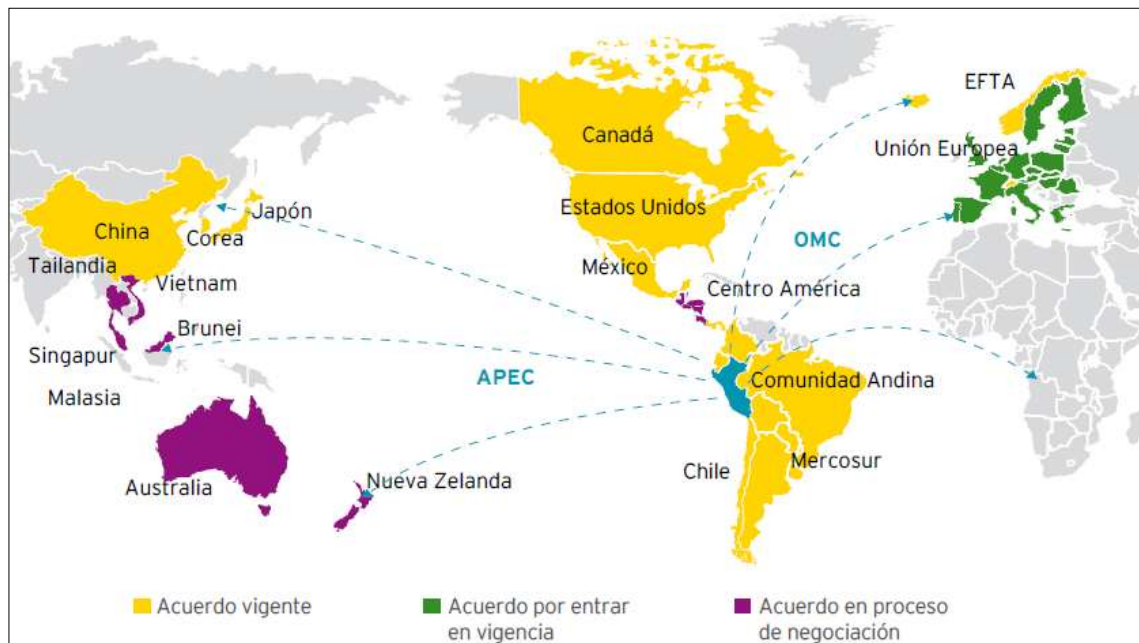 EFTA
Canadá
Unión Europea
Japón
Estados Unidos
China
Corea
OMC
Tailandia
México
Vietnam
Centro América
Brunei
Singapur
APEC
Comunidad Andina
Malasia
Mercosur
Chile
Nueva Zelanda
Australia
Acuerdo vigente
Acuerdo por entrar
en vigencia
Acuerdo en proceso
de negociación